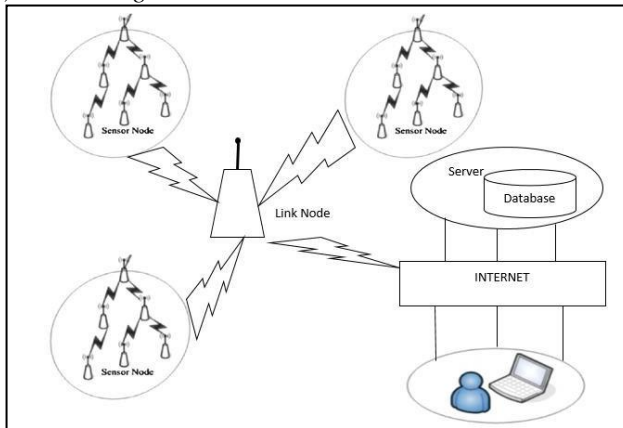 Sensor Node
Sensor Node
Server
Database
Link Node
INTERNET
Sensor Node